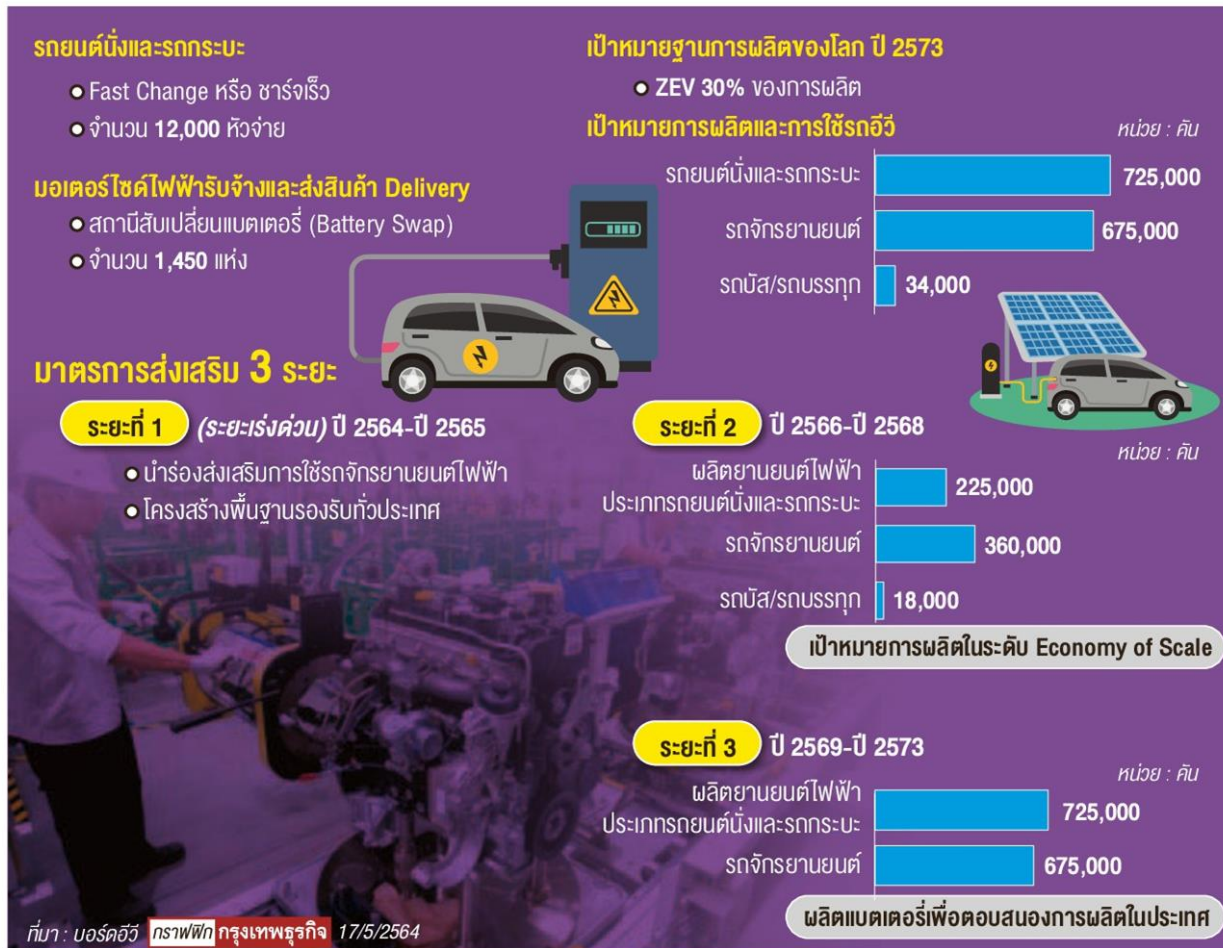 รถยนต์นั่งและรถกระบะ
Fast Change หรือ ชาร์จเร็ว
จำนวน 12,000 หัวจ่าย
มอเตอร์ไซด์ไฟฟ้ารับจ้างและส่งสินค้า Delivery
สถานีสับเปลี่ยนแบตเตอรี่ (Battery Swap)
จำนวน 1,450 แห่ง
เป้าหมายฐานการผลิตของโลก ปี 2573
ZEV 30% ของการผลิต
เป้าหมายการผลิตและการใช้รถอีวี
หน่วย : คัน
รถยนต์นั่งและรถกระบะ 725,000
รถจักรยานยนต์ 675,000
รถบัส/รถบรรทุก 34,000
มาตรการส่งเสริม 3 ระยะ
ระยะที่ 1 (ระยะเร่งด่วน) ปี 2564-ปี 2565
นำร่องส่งเสริมการใช้รถจักรยานยนต์ไฟฟ้า
โครงสร้างพื้นฐานรองรับทั่วประเทศ
ระยะที่ 2 ปี 2566-ปี 2568
หน่วย : คัน
ผลิตยานยนต์ไฟฟ้า
ประเภทรถยนต์นั่งและรถกระบะ 225,000
รถจักรยานยนต์ 360,000
รถบัส/รถบรรทุก 18,000
เป้าหมายการผลิตในระดับ Economy of Scale
ระยะที่ 3 ปี 2569-ปี 2573
หน่วย : คัน
ผลิตยานยนต์ไฟฟ้า
ประเภทรถยนต์นั่งและรถกระบะ 725,000
รถจักรยานยนต์ 675,000
ผลิตแบตเตอรี่เพื่อตอบสนองการผลิตในประเทศ
ที่มา : บอร์ดอีวี กราฟฟิก กรุงเทพธุรกิจ 17/5/2564